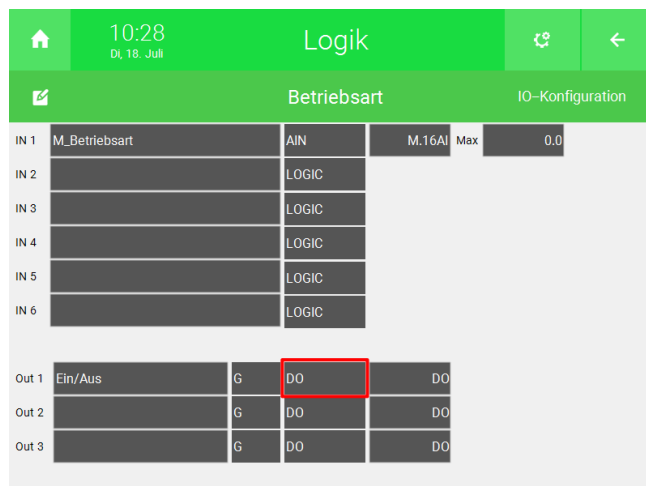 10:28
Di, 18. Juli
Logik
Betriebsart
IO–Konfiguration
IN 1 M_Betriebsart AIN M.16AI Max 0.0
IN 2 LOGIC
IN 3 LOGIC
IN 4 LOGIC
IN 5 LOGIC
IN 6 LOGIC
Out 1 Ein/Aus G DO DO
Out 2 G DO DO
Out 3 G DO DO